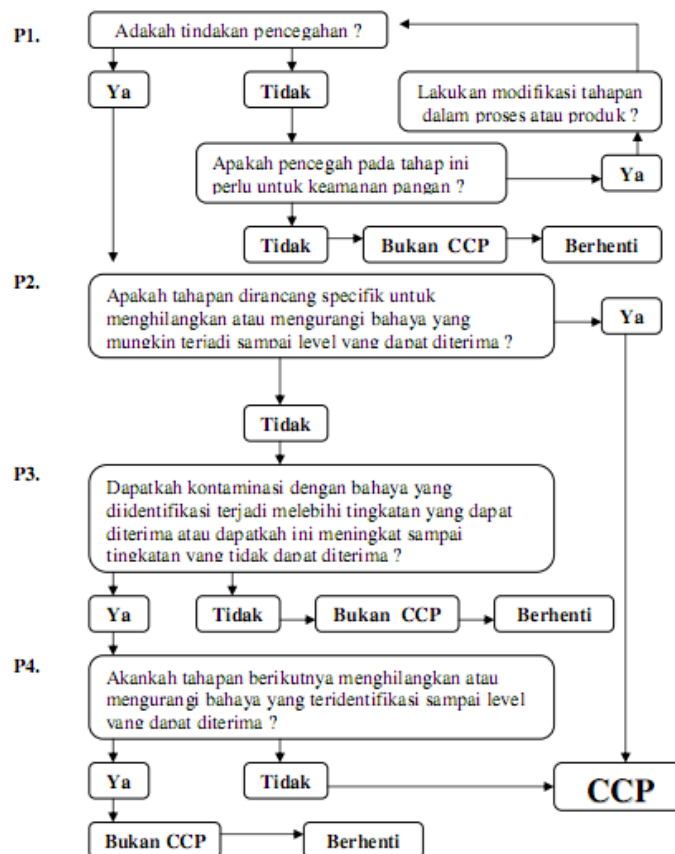 P1.
Adakah tindakan pencegahan ?
Ya
Tidak
Lakukan modifikasi tahapan
dalam proses atau produk ?
Apakah pencegah pada tahap ini
perlu untuk keamanan pangan ?
Ya
Tidak
Bukan CCP
Berhenti
P2.
Apakah tahapan dirancang specifik untuk
menghilangkan atau mengurangi bahaya yang
mungkin terjadi sampai level yang dapat diterima ?
Ya
Tidak
P3.
Dapatkah kontaminasi dengan bahaya yang
diidentifikasi terjadi melebihi tingkatan yang dapat
diterima atau dapatkah ini meningkat sampai
tingkatan yang tidak dapat diterima ?
Ya
Tidak
Bukan CCP
Berhenti
P4.
Akankah tahapan berikutnya menghilangkan atau
mengurangi bahaya yang teridentifikasi sampai level
yang dapat diterima ?
Ya
Tidak
CCP
Bukan CCP
Berhenti